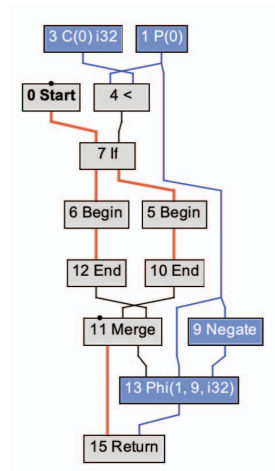 3 C(0) i32
1 P(0)
0 Start
4 <
7 If
6 Begin
5 Begin
12 End
10 End
11 Merge
9 Negate
13 Phi(1, 9, i32)
15 Return